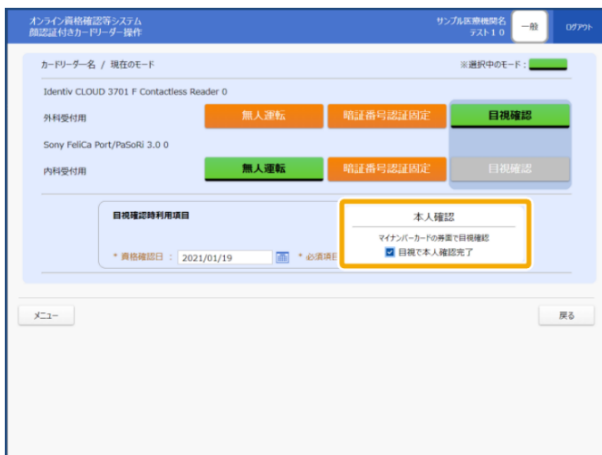 オンライン資格確認等システム
顔認証付きカードリーダー操作
サンプル医療機関名
テスト１０
一般
ログアウト
カードリーダー名 / 現在のモード
※選択中のモード：
Identiv CLOUD 3701 F Contactless Reader 0
外科受付用
無人運転
暗証番号認証固定
目視確認
Sony FeliCa Port/PaSoRi 3.0 0
内科受付用
無人運転
暗証番号認証固定
目視確認
目視確認時利用項目
本人確認
マイナンバーカードの券面で目視確認
* 資格確認日 ： 2021/01/19
* 必須項目
目視で本人確認完了
メニュー
戻る